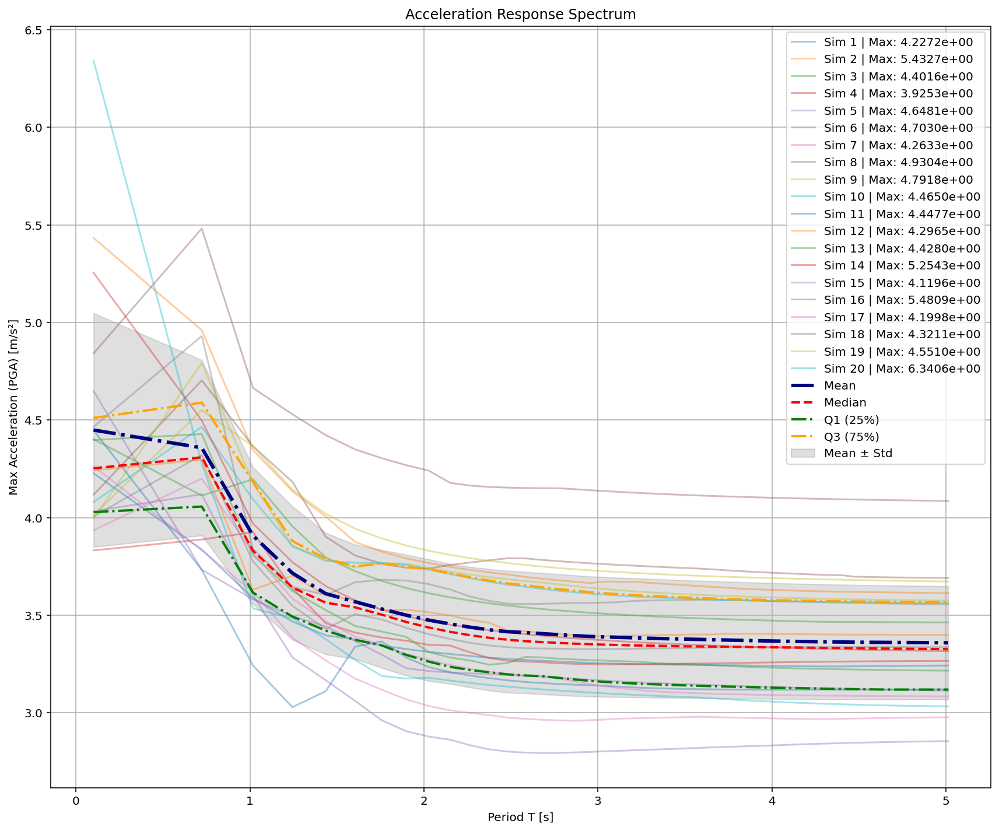 Acceleration Response Spectrum
Max Acceleration (PGA) [m/s²]
6.5
6.0
5.5
5.0
4.5
4.0
3.5
3.0
Sim 1 | Max: 4.2272e+00
Sim 2 | Max: 5.4327e+00
Sim 3 | Max: 4.4016e+00
Sim 4 | Max: 3.9253e+00
Sim 5 | Max: 4.6481e+00
Sim 6 | Max: 4.7030e+00
Sim 7 | Max: 4.2633e+00
Sim 8 | Max: 4.9304e+00
Sim 9 | Max: 4.7918e+00
Sim 10 | Max: 4.4650e+00
Sim 11 | Max: 4.4477e+00
Sim 12 | Max: 4.2965e+00
Sim 13 | Max: 4.4280e+00
Sim 14 | Max: 5.2543e+00
Sim 15 | Max: 4.1196e+00
Sim 16 | Max: 5.4809e+00
Sim 17 | Max: 4.1998e+00
Sim 18 | Max: 4.3211e+00
Sim 19 | Max: 4.5510e+00
Sim 20 | Max: 6.3406e+00
Mean
Median
Q1 (25%)
Q3 (75%)
Mean ± Std
0 1 2 3 4 5
Period T [s]